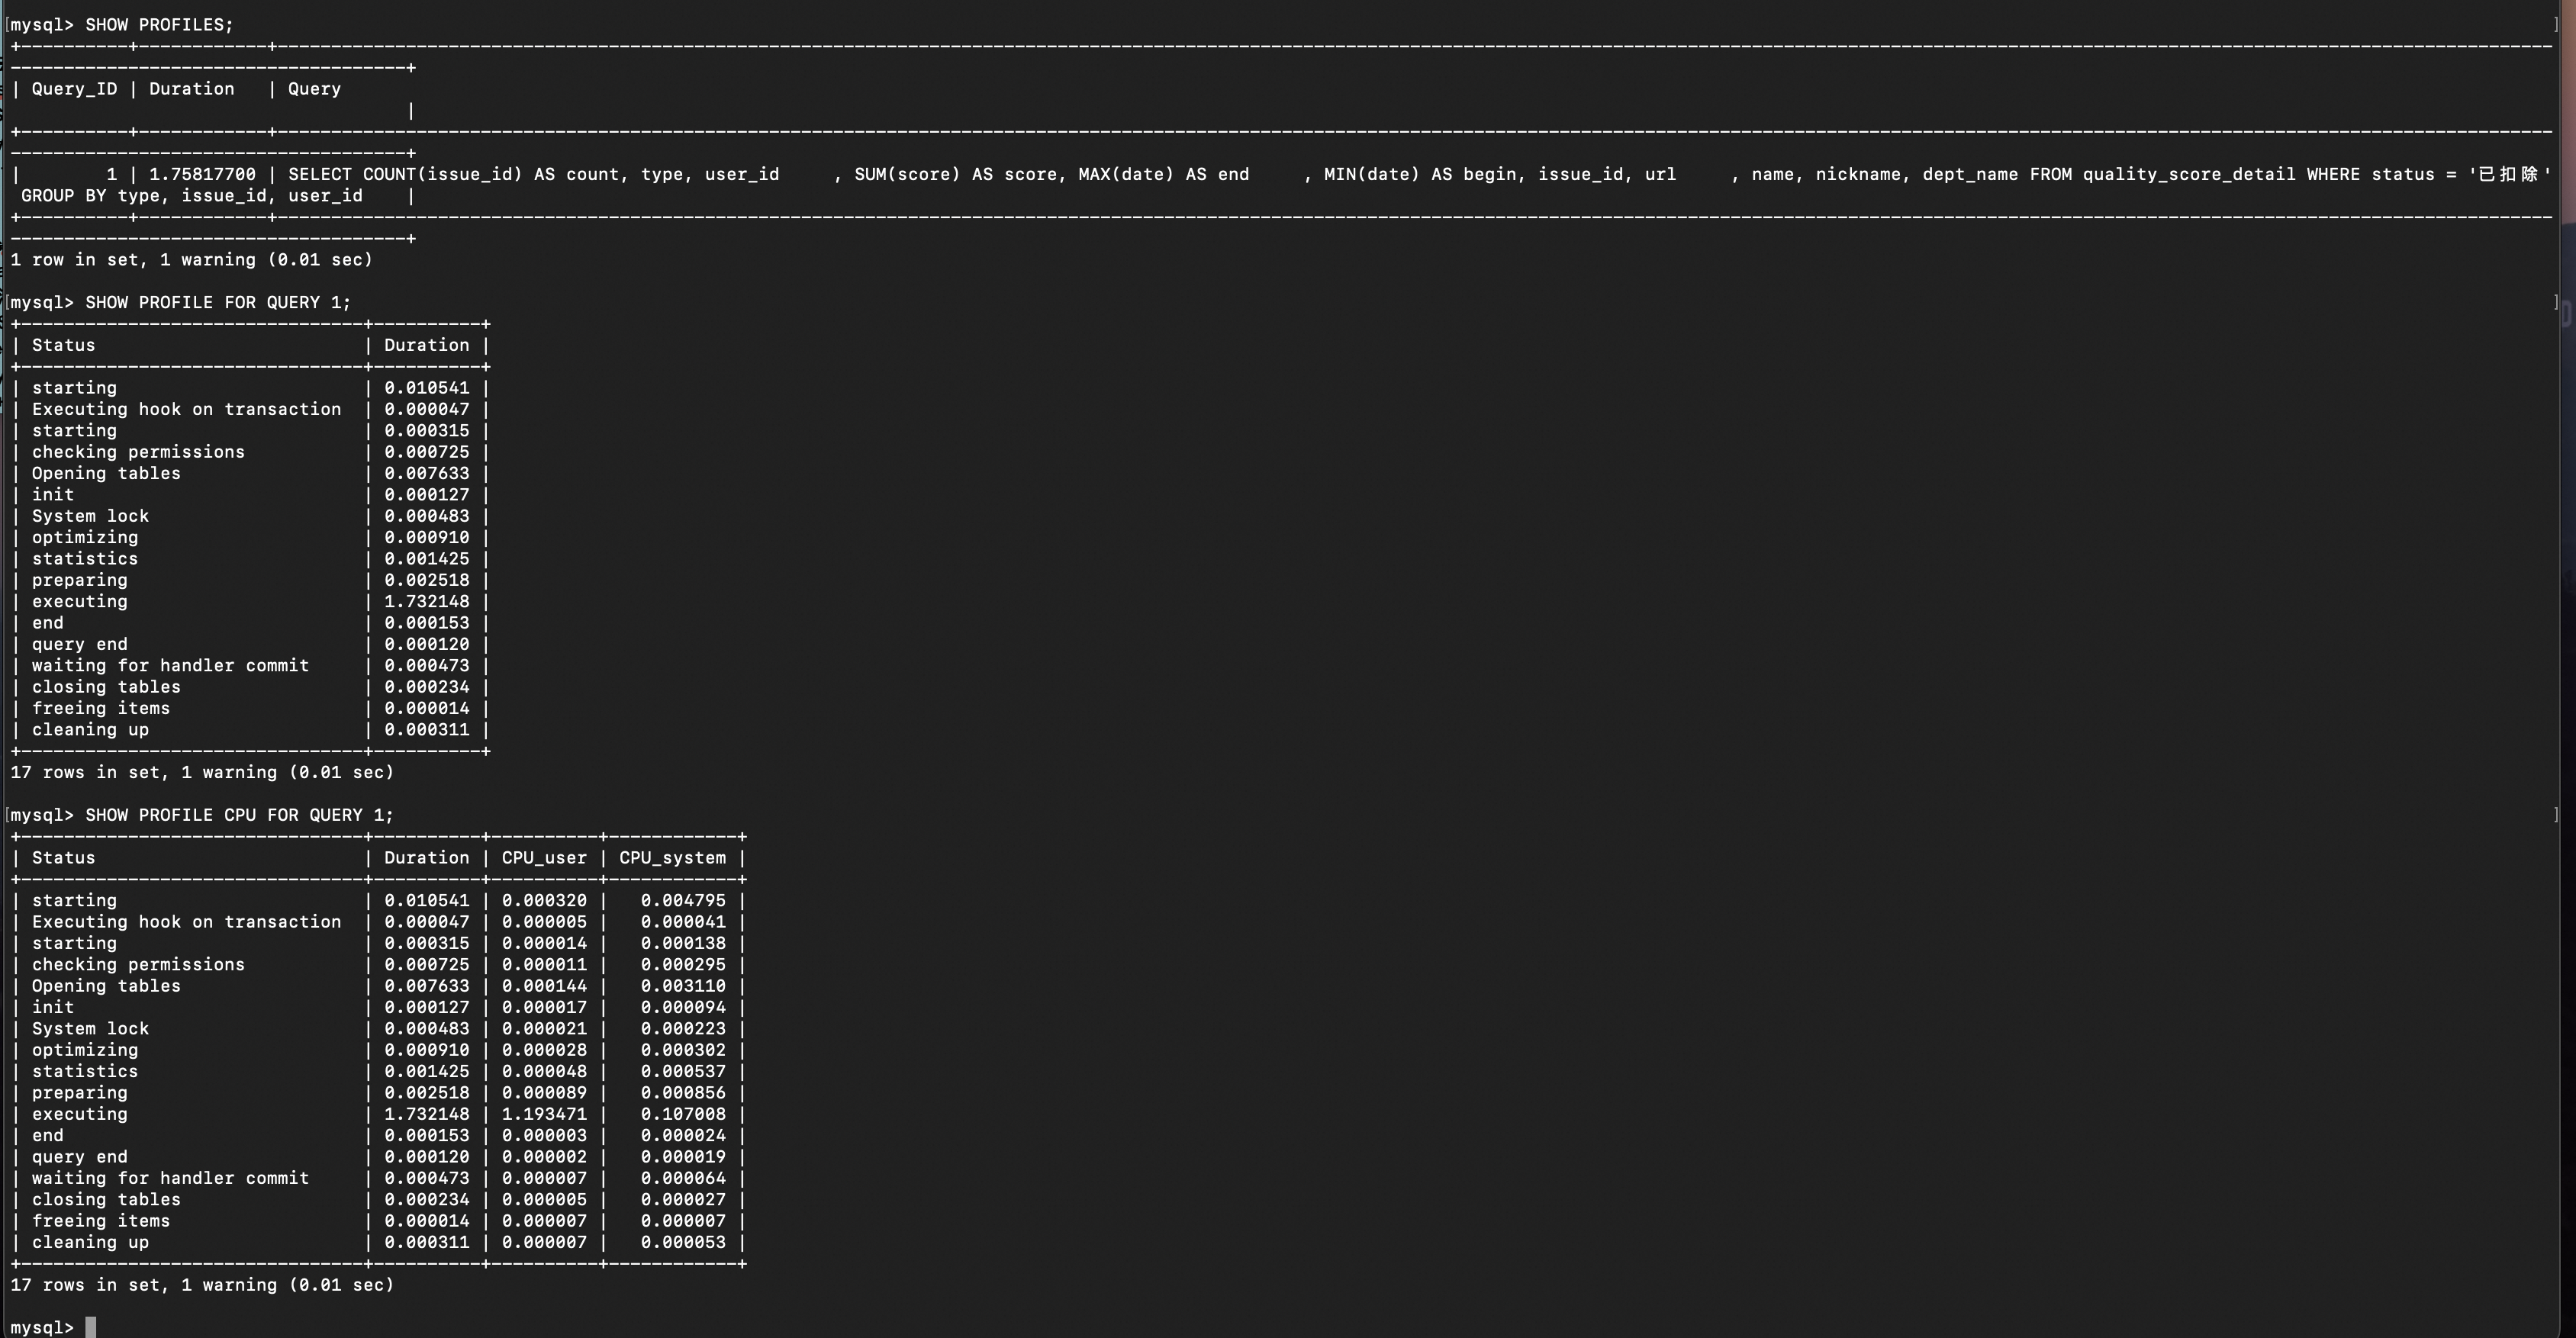 [mysql> SHOW PROFILES; ]
+----------+------------+---------------------------------------------------------------------------------------------------------------------------------------------------------------------------------------------------------------------
------------------------------------+
| Query_ID | Duration   | Query
                                    |
+----------+------------+---------------------------------------------------------------------------------------------------------------------------------------------------------------------------------------------------------------------
------------------------------------+
|        1 | 1.75817700 | SELECT COUNT(issue_id) AS count, type, user_id     , SUM(score) AS score, MAX(date) AS end     , MIN(date) AS begin, issue_id, url     , name, nickname, dept_name FROM quality_score_detail WHERE status = '已扣除'
 GROUP BY type, issue_id, user_id    |
+----------+------------+---------------------------------------------------------------------------------------------------------------------------------------------------------------------------------------------------------------------
------------------------------------+
1 row in set, 1 warning (0.01 sec)
[mysql> SHOW PROFILE FOR QUERY 1; ]
+--------------------------------+----------+
| Status                         | Duration |
+--------------------------------+----------+
| starting                       | 0.010541 |
| Executing hook on transaction  | 0.000047 |
| starting                       | 0.000315 |
| checking permissions           | 0.000725 |
| Opening tables                 | 0.007633 |
| init                           | 0.000127 |
| System lock                    | 0.000483 |
| optimizing                     | 0.000910 |
| statistics                     | 0.001425 |
| preparing                      | 0.002518 |
| executing                      | 1.732148 |
| end                            | 0.000153 |
| query end                      | 0.000120 |
| waiting for handler commit     | 0.000473 |
| closing tables                 | 0.000234 |
| freeing items                  | 0.000014 |
| cleaning up                    | 0.000311 |
+--------------------------------+----------+
17 rows in set, 1 warning (0.01 sec)
[mysql> SHOW PROFILE CPU FOR QUERY 1; ]
+--------------------------------+----------+----------+------------+
| Status                         | Duration | CPU_user | CPU_system |
+--------------------------------+----------+----------+------------+
| starting                       | 0.010541 | 0.000320 |   0.004795 |
| Executing hook on transaction  | 0.000047 | 0.000005 |   0.000041 |
| starting                       | 0.000315 | 0.000014 |   0.000138 |
| checking permissions           | 0.000725 | 0.000011 |   0.000295 |
| Opening tables                 | 0.007633 | 0.000144 |   0.003110 |
| init                           | 0.000127 | 0.000017 |   0.000094 |
| System lock                    | 0.000483 | 0.000021 |   0.000223 |
| optimizing                     | 0.000910 | 0.000028 |   0.000302 |
| statistics                     | 0.001425 | 0.000048 |   0.000537 |
| preparing                      | 0.002518 | 0.000089 |   0.000856 |
| executing                      | 1.732148 | 1.193471 |   0.107008 |
| end                            | 0.000153 | 0.000003 |   0.000024 |
| query end                      | 0.000120 | 0.000002 |   0.000019 |
| waiting for handler commit     | 0.000473 | 0.000007 |   0.000064 |
| closing tables                 | 0.000234 | 0.000005 |   0.000027 |
| freeing items                  | 0.000014 | 0.000007 |   0.000007 |
| cleaning up                    | 0.000311 | 0.000007 |   0.000053 |
+--------------------------------+----------+----------+------------+
17 rows in set, 1 warning (0.01 sec)
mysql>